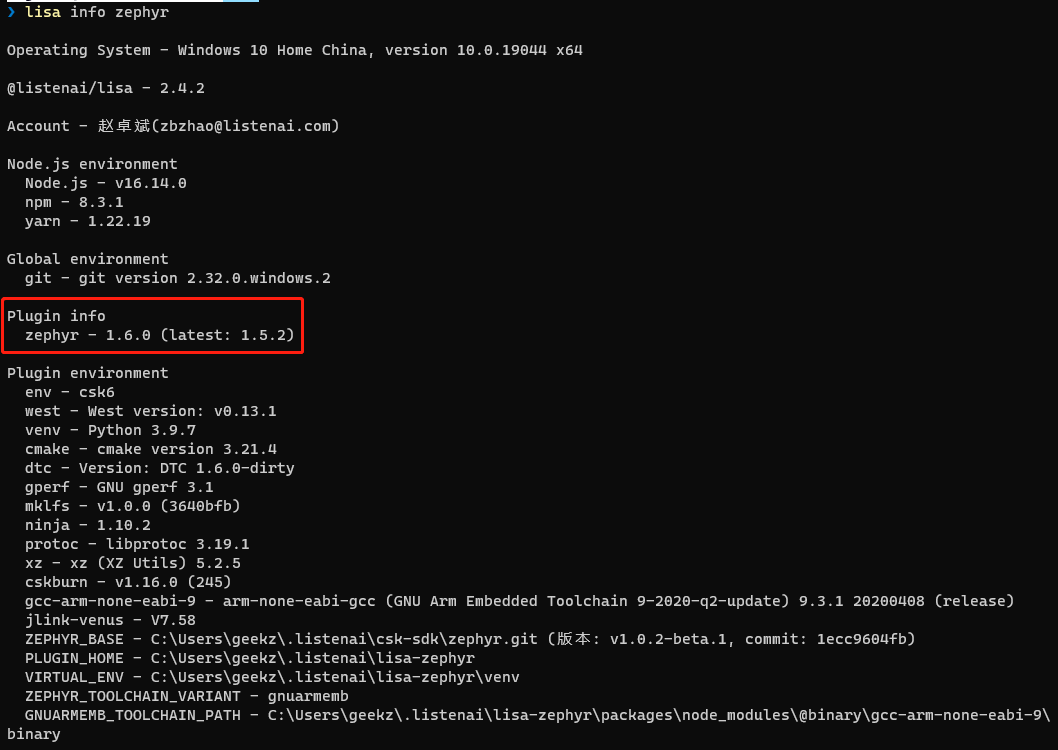 ❯ lisa info zephyr
Operating System - Windows 10 Home China, version 10.0.19044 x64
@listenai/lisa - 2.4.2
Account - 赵卓斌(zbzhao@listenai.com)
Node.js environment
Node.js - v16.14.0
npm - 8.3.1
yarn - 1.22.19
Global environment
git - git version 2.32.0.windows.2
Plugin info
zephyr - 1.6.0 (latest: 1.5.2)
Plugin environment
env - csk6
west - West version: v0.13.1
venv - Python 3.9.7
cmake - cmake version 3.21.4
dtc - Version: DTC 1.6.0-dirty
gperf - GNU gperf 3.1
mklfs - v1.0.0 (3640bfb)
ninja - 1.10.2
protoc - libprotoc 3.19.1
xz - xz (XZ Utils) 5.2.5
cskburn - v1.16.0 (245)
gcc-arm-none-eabi-9 - arm-none-eabi-gcc (GNU Arm Embedded Toolchain 9-2020-q2-update) 9.3.1 20200408 (release)
jlink-venus - V7.58
ZEPHYR_BASE - C:\Users\geekz\.listenai\csk-sdk\zephyr.git (版本: v1.0.2-beta.1, commit: 1ecc9604fb)
PLUGIN_HOME - C:\Users\geekz\.listenai\lisa-zephyr
VIRTUAL_ENV - C:\Users\geekz\.listenai\lisa-zephyr\venv
ZEPHYR_TOOLCHAIN_VARIANT - gnuarmemb
GNUARMEMB_TOOLCHAIN_PATH - C:\Users\geekz\.listenai\lisa-zephyr\packages\node_modules\@binary\gcc-arm-none-eabi-9\
binary